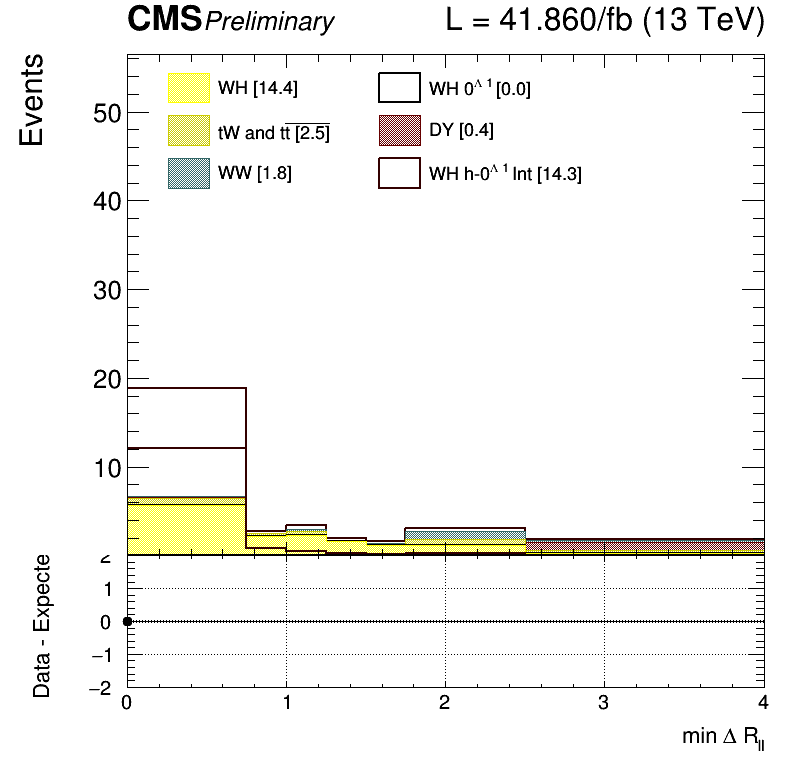 CMS Preliminary L = 41.860/fb (13 TeV)
Events
WH [14.4] WH 0^Λ 1 [0.0]
tW and tt [2.5] DY [0.4]
WW [1.8] WH h-0^Λ 1 Int [14.3]
50
40
30
20
10
Data - Expecte
2
1
0
−1
−2
0 1 2 3 4
min Δ R_ll